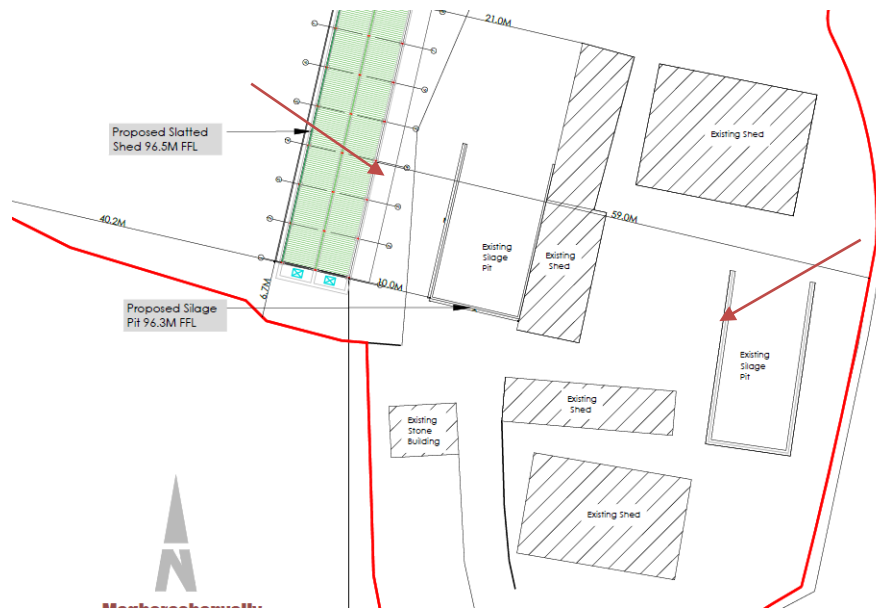 21.0M
Proposed Slatted
Shed 96.5M FFL
Existing Shed
40.2M
59.0M
Existing
Silage
Pit
Existing
Shed
6.7M
10.0M
Proposed Silage
Pit 96.3M FFL
Existing
Silage
Pit
Existing
Shed
Existing
Stone
Building
Existing Shed
N